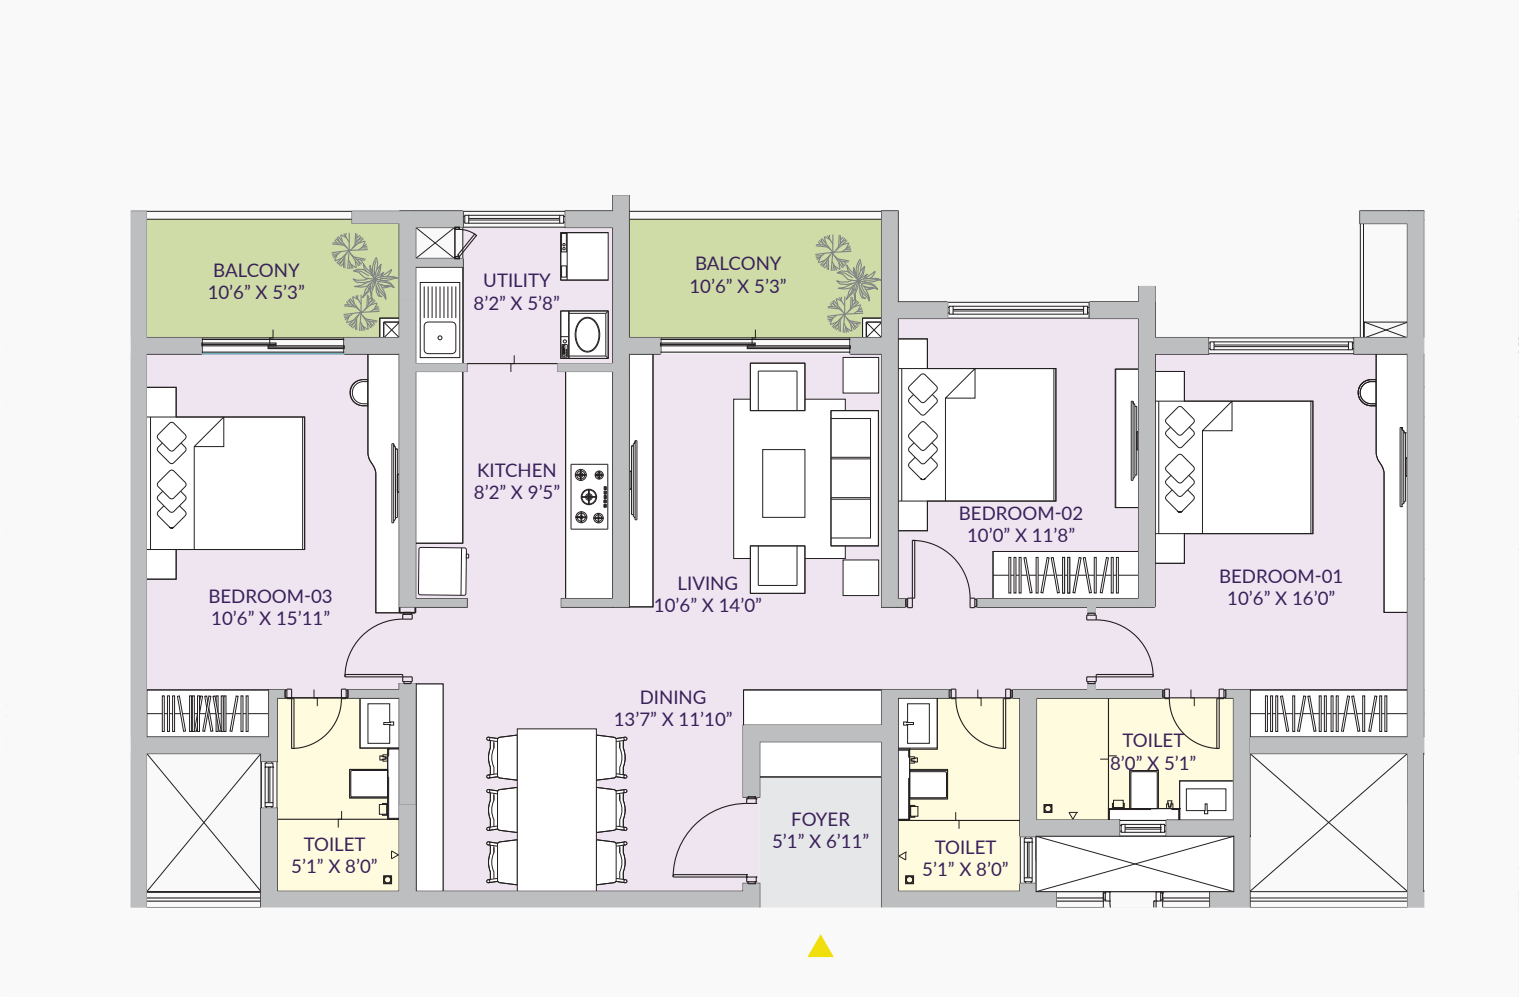 BALCONY
10’6” X 5’3”
UTILITY
8’2” X 5’8”
BALCONY
10’6” X 5’3”
KITCHEN
8’2” X 9’5”
BEDROOM-02
10’0” X 11’8”
BEDROOM-03
10’6” X 15’11”
LIVING
10’6” X 14’0”
BEDROOM-01
10’6” X 16’0”
DINING
13’7” X 11’10”
TOILET
8’0” X 5’1”
FOYER
5’1” X 6’11”
TOILET
5’1” X 8’0”
TOILET
5’1” X 8’0”